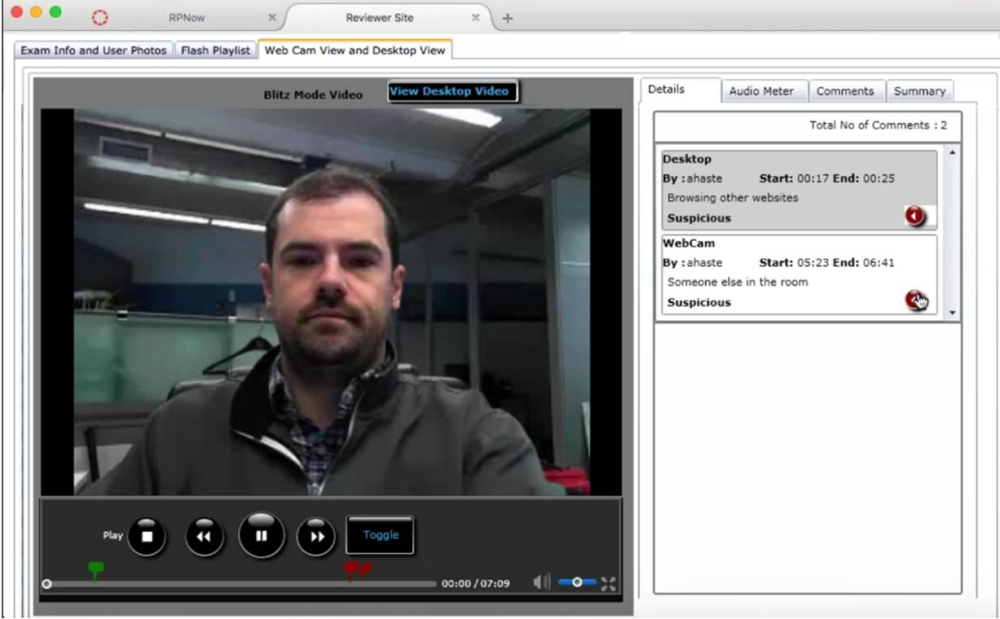 RPNow
Reviewer Site
Exam Info and User Photos
Flash Playlist
Web Cam View and Desktop View
Blitz Mode Video
View Desktop Video
Details
Audio Meter
Comments
Summary
Total No of Comments : 2
Desktop
By : ahaste Start: 00:17 End: 00:25
Browsing other websites
Suspicious
WebCam
By : ahaste Start: 05:23 End: 06:41
Someone else in the room
Suspicious
Play
Toggle
00:00 / 07:09